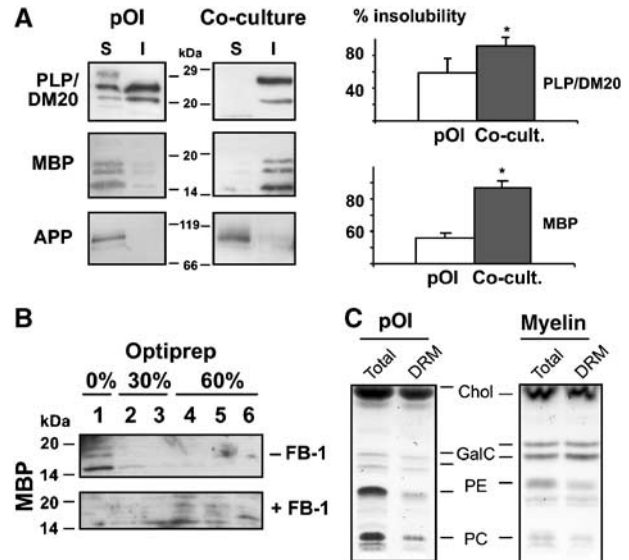 A
pOl
Co-culture
S I
kDa
S I
PLP/
DM20
29
20
MBP
20
14
APP
119
66
% insolubility
80
60
40
PLP/DM20
*
pOl Co-cult.
80
60
MBP
*
pOl Co-cult.
B
Optiprep
0% 30% 60%
kDa
1 2 3 4 5 6
MBP
20
14
– FB-1
20
14
+ FB-1
C
pOl
Myelin
Total
DRM
Total
DRM
Chol
GalC
PE
PC